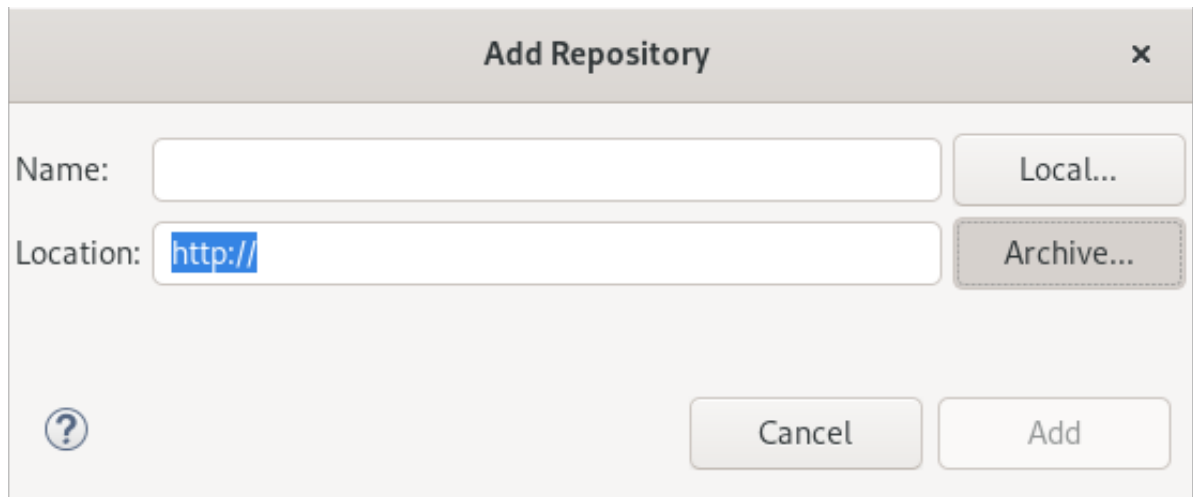 Add Repository ×
Name: Local...
Location: http:// Archive...
? Cancel Add